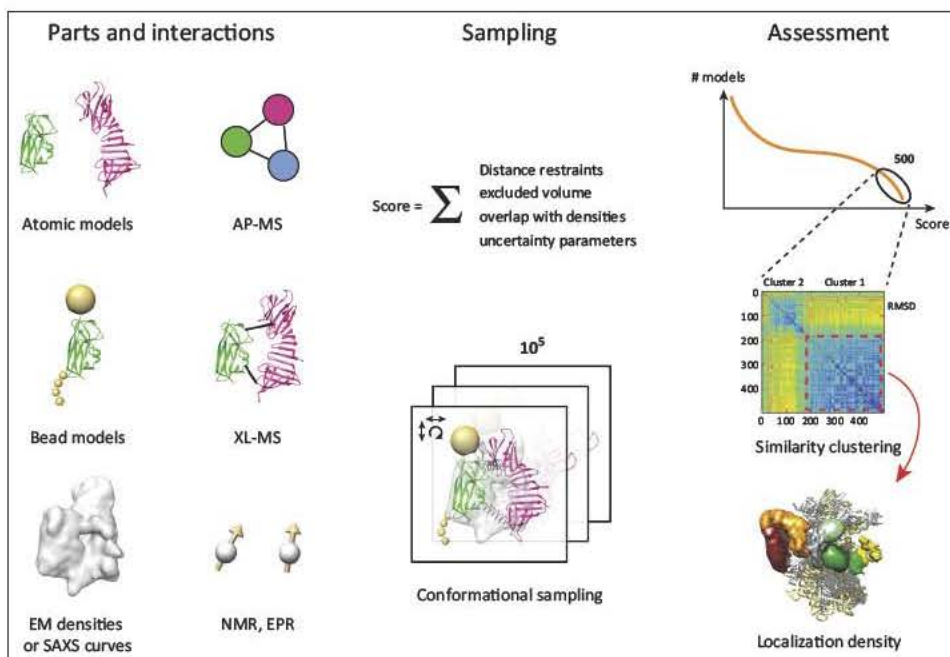 Parts and interactions
Atomic models
AP-MS
Bead models
XL-MS
EM densities
or SAXS curves
NMR, EPR
Sampling
Score = ∑
Distance restraints
excluded volume
overlap with densities
uncertainty parameters
10⁵
Conformational sampling
Assessment
# models
500
Score
Cluster 2 Cluster 1
RMSD
0
100
200
300
400
0 100 200 300 400
Similarity clustering
Localization density